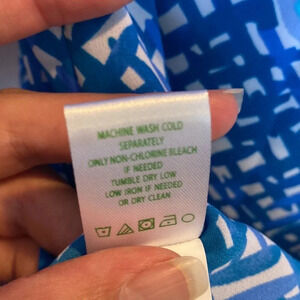 MACHINE WASH COLD
SEPARATELY
ONLY NON-CHLORINE BLEACH
IF NEEDED
TUMBLE DRY LOW
LOW IRON IF NEEDED
OR DRY CLEAN